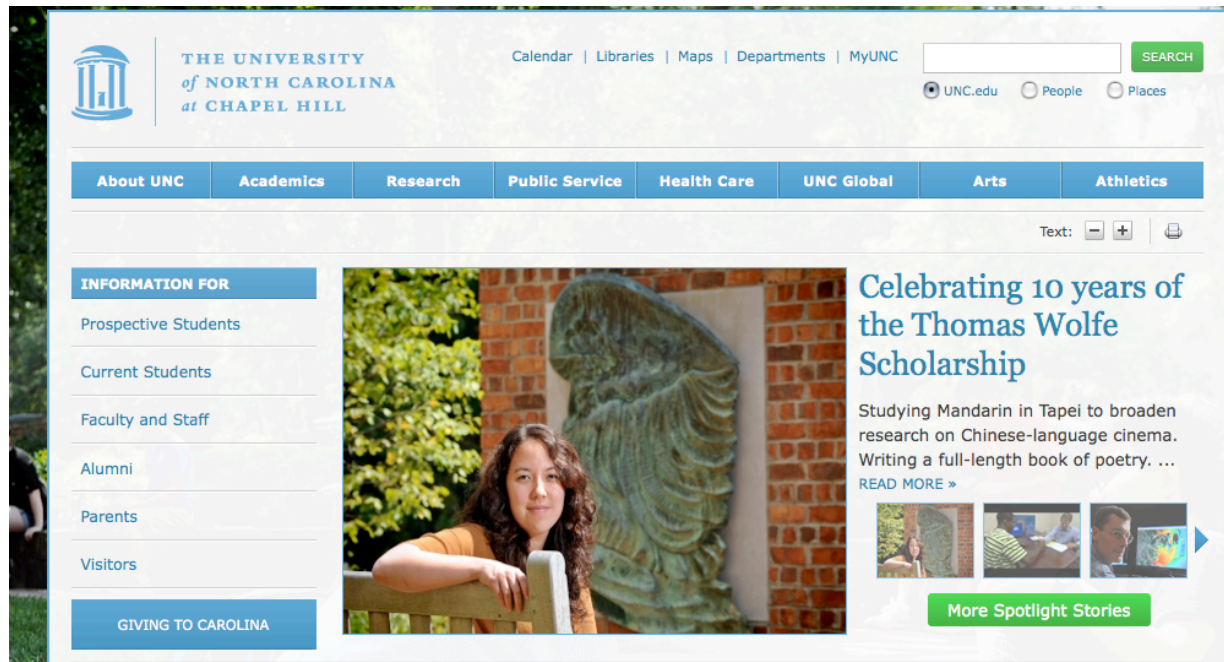 THE UNIVERSITY
of NORTH CAROLINA
at CHAPEL HILL
Calendar | Libraries | Maps | Departments | MyUNC
SEARCH
UNC.edu People Places
About UNC Academics Research Public Service Health Care UNC Global Arts Athletics
Text: - +
INFORMATION FOR
Prospective Students
Current Students
Faculty and Staff
Alumni
Parents
Visitors
GIVING TO CAROLINA
Celebrating 10 years of
the Thomas Wolfe
Scholarship
Studying Mandarin in Tapei to broaden
research on Chinese-language cinema.
Writing a full-length book of poetry. ...
READ MORE »
More Spotlight Stories